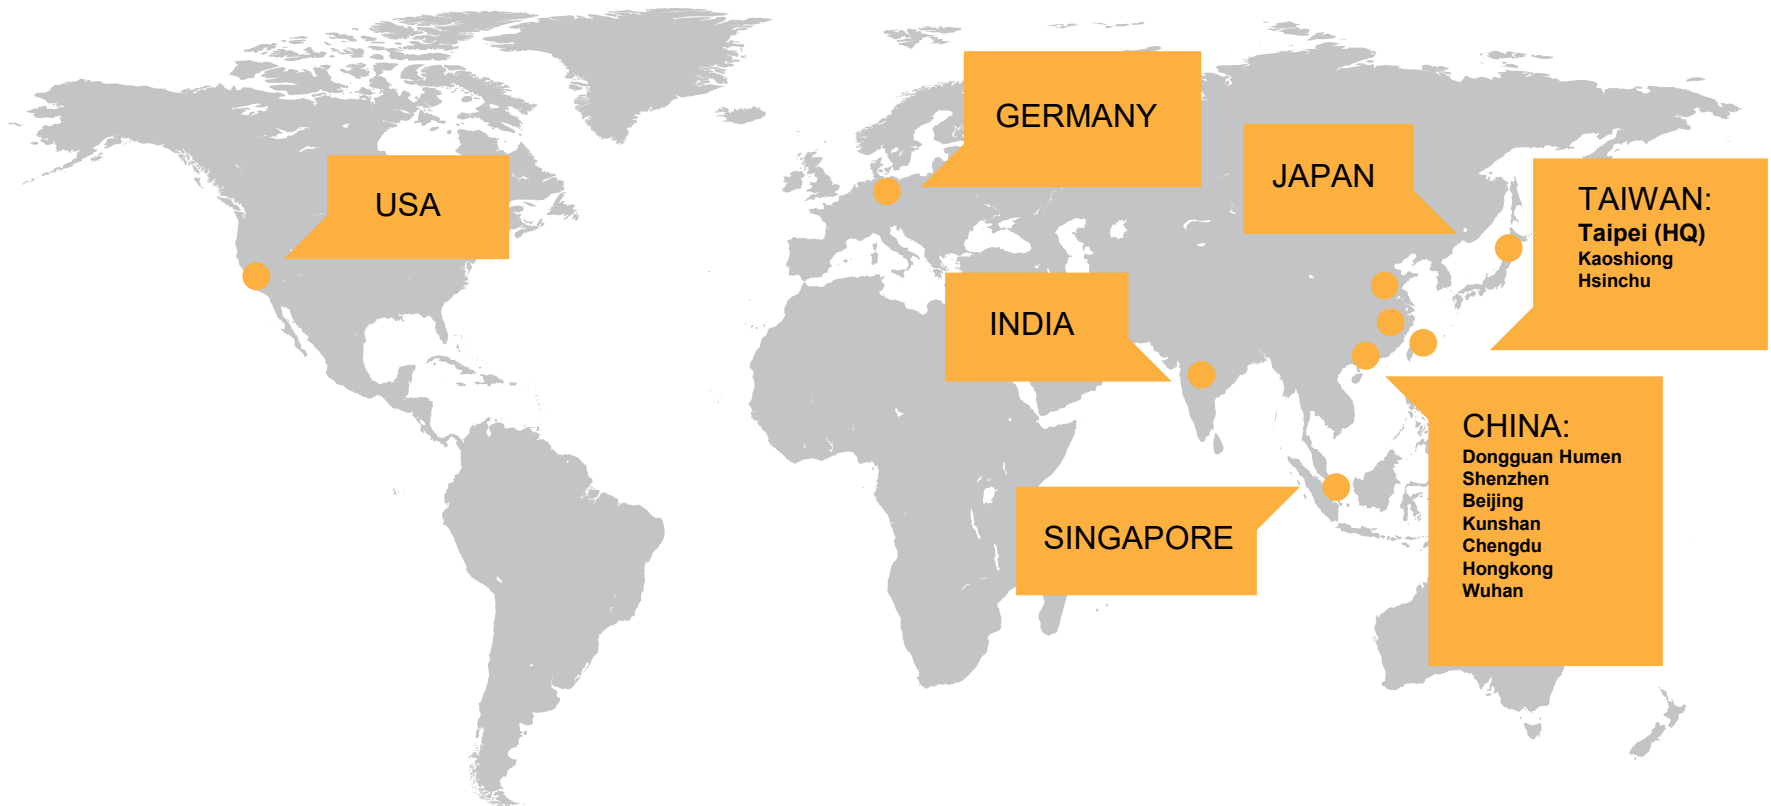 GERMANY
USA
JAPAN
TAIWAN:
Taipei (HQ)
Kaoshiong
Hsinchu
INDIA
CHINA:
Dongguan Humen
Shenzhen
Beijing
Kunshan
Chengdu
Hongkong
Wuhan
SINGAPORE